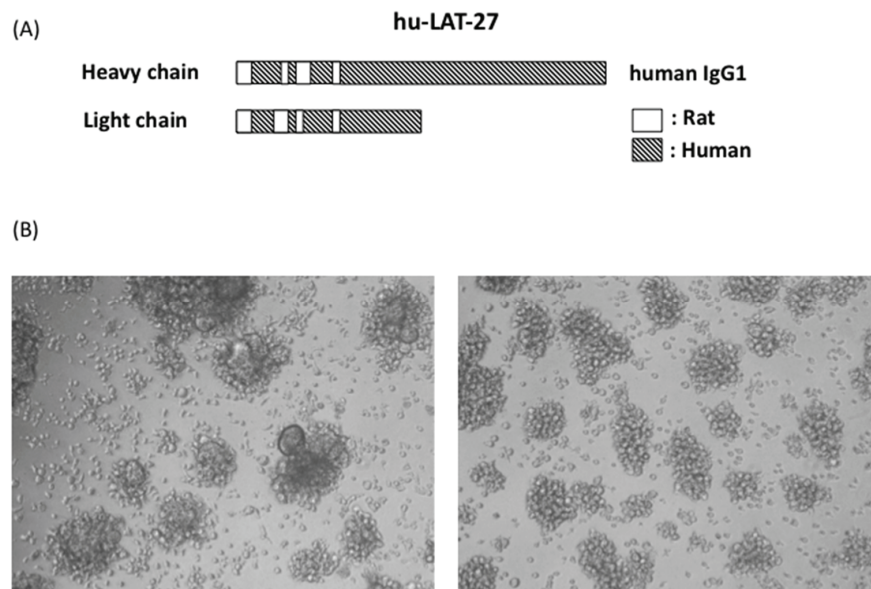 (A)
hu-LAT-27
Heavy chain
human IgG1
Light chain
: Rat
: Human
(B)